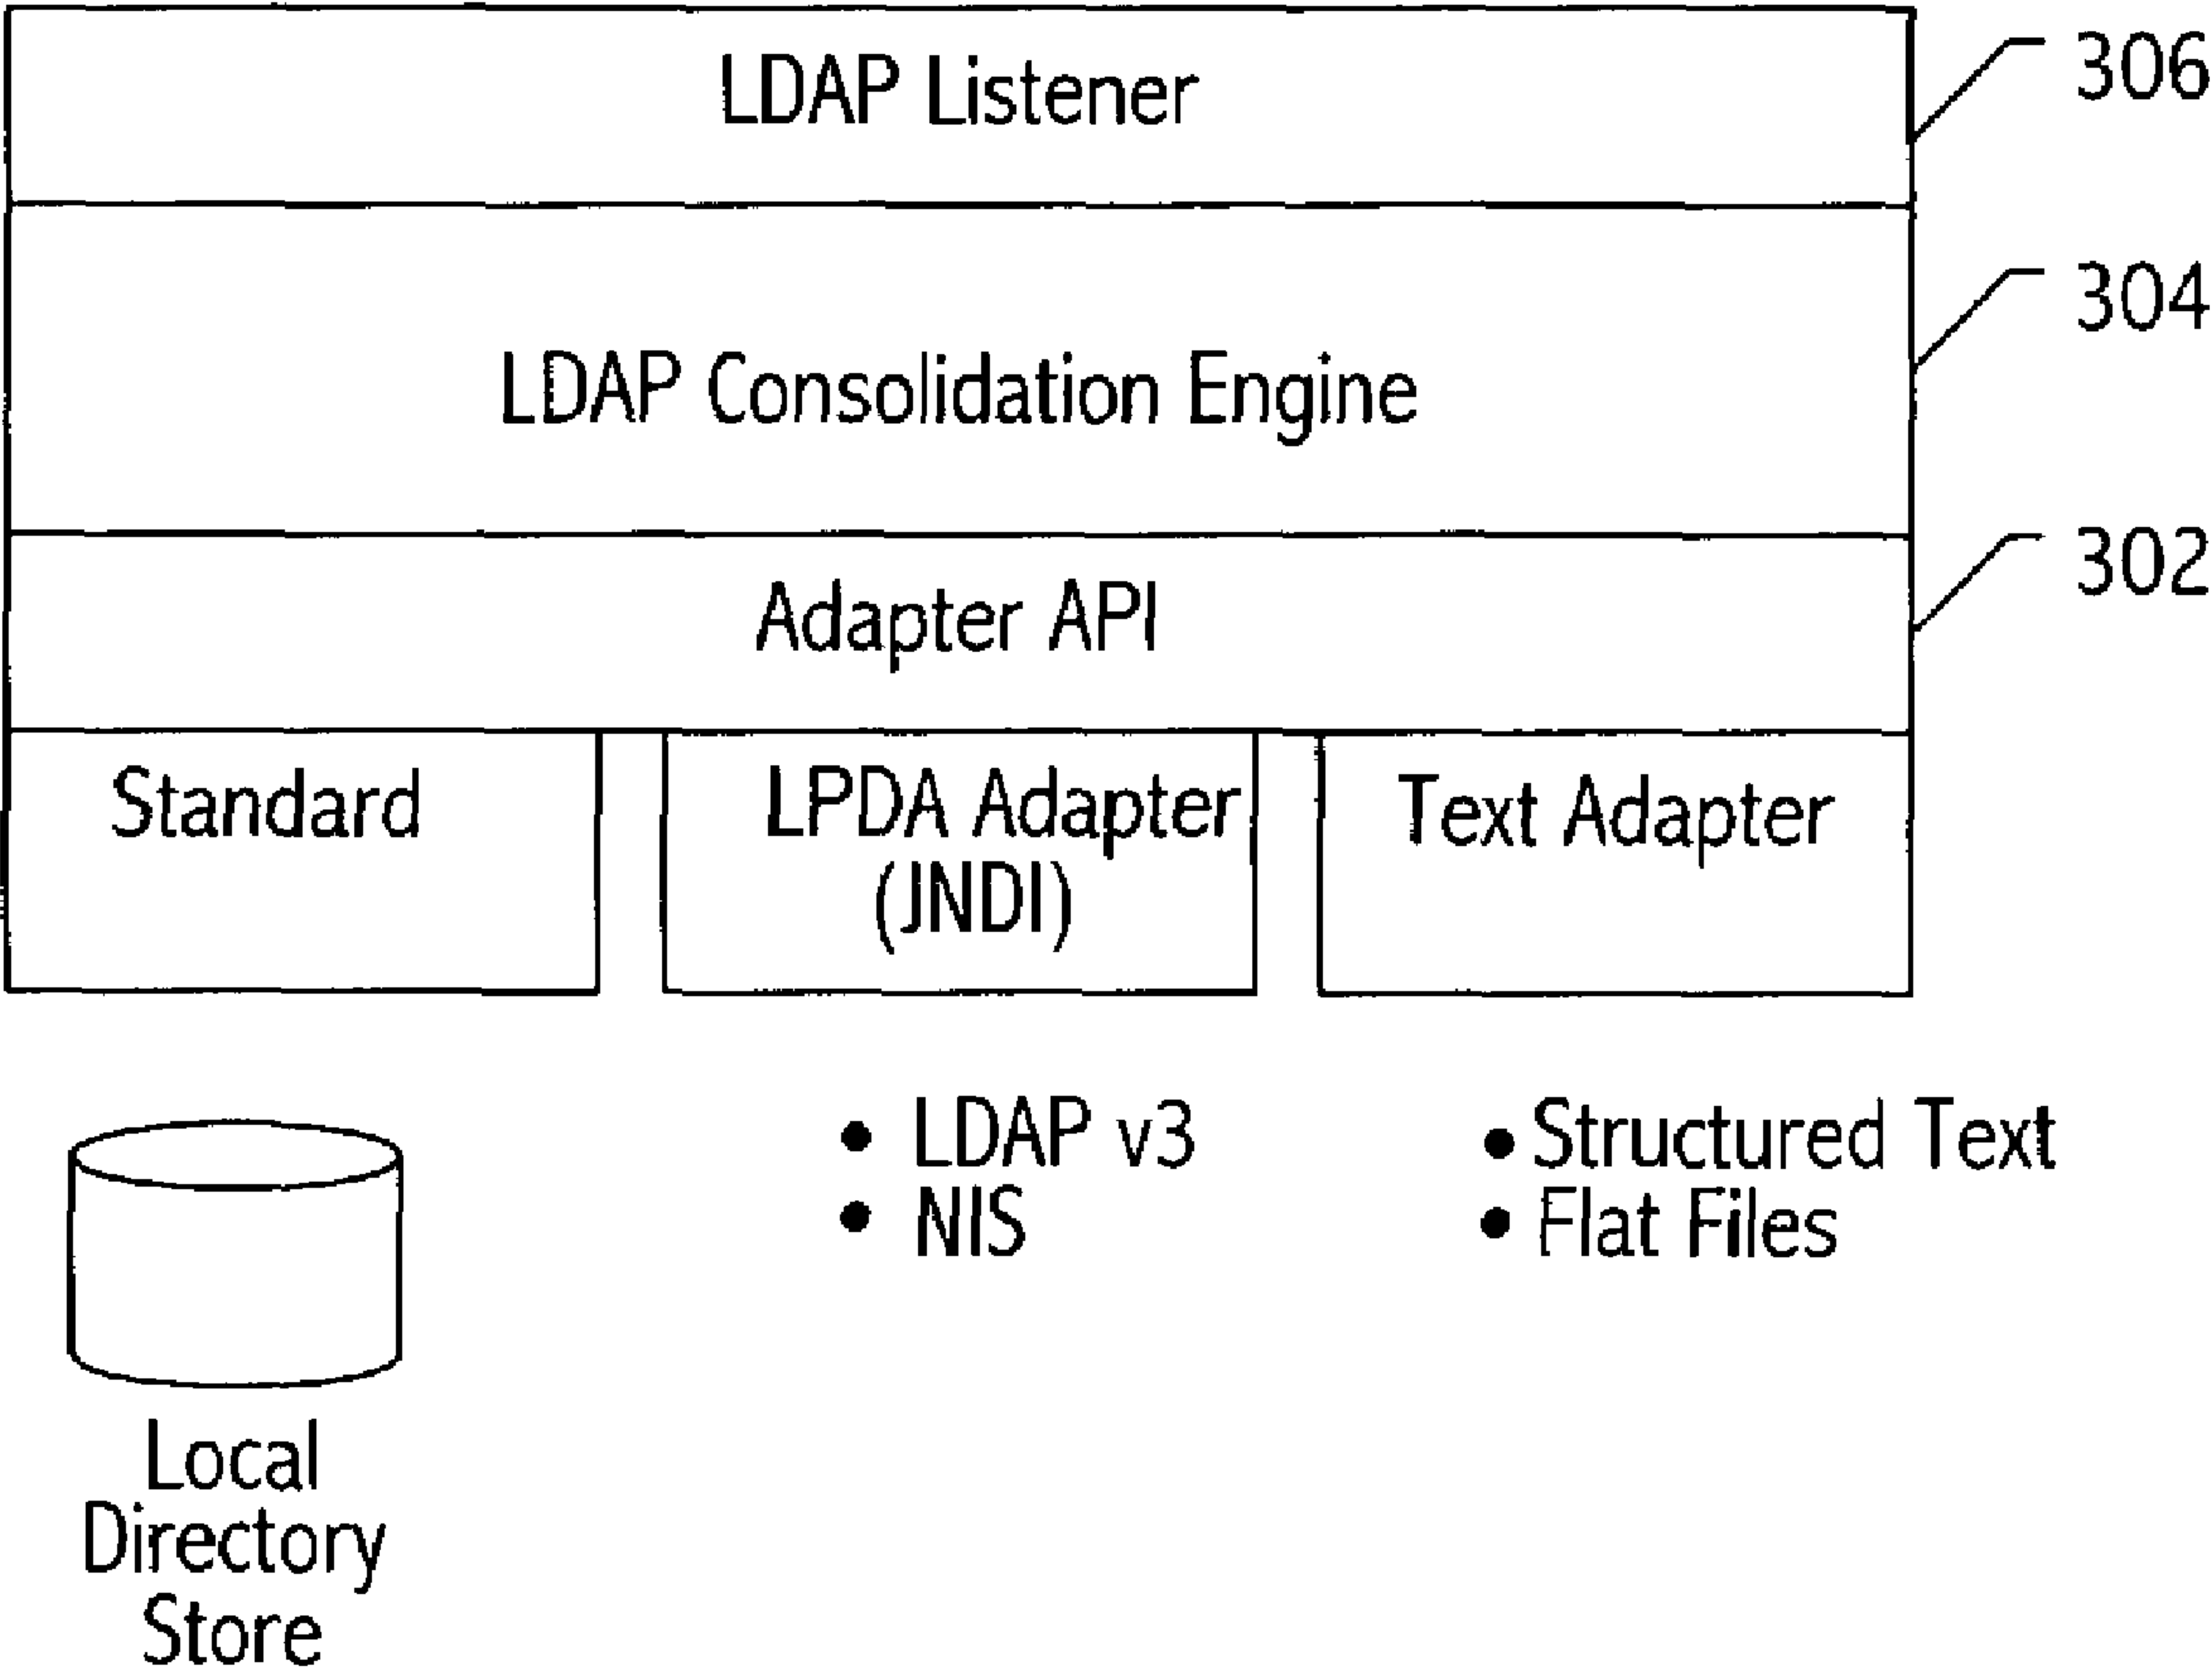 LDAP Listener
306
LDAP Consolidation Engine
304
Adapter API
302
Standard
LPDA Adapter
(JNDI)
Text Adapter
• LDAP v3
• NIS
• Structured Text
• Flat Files
Local
Directory
Store